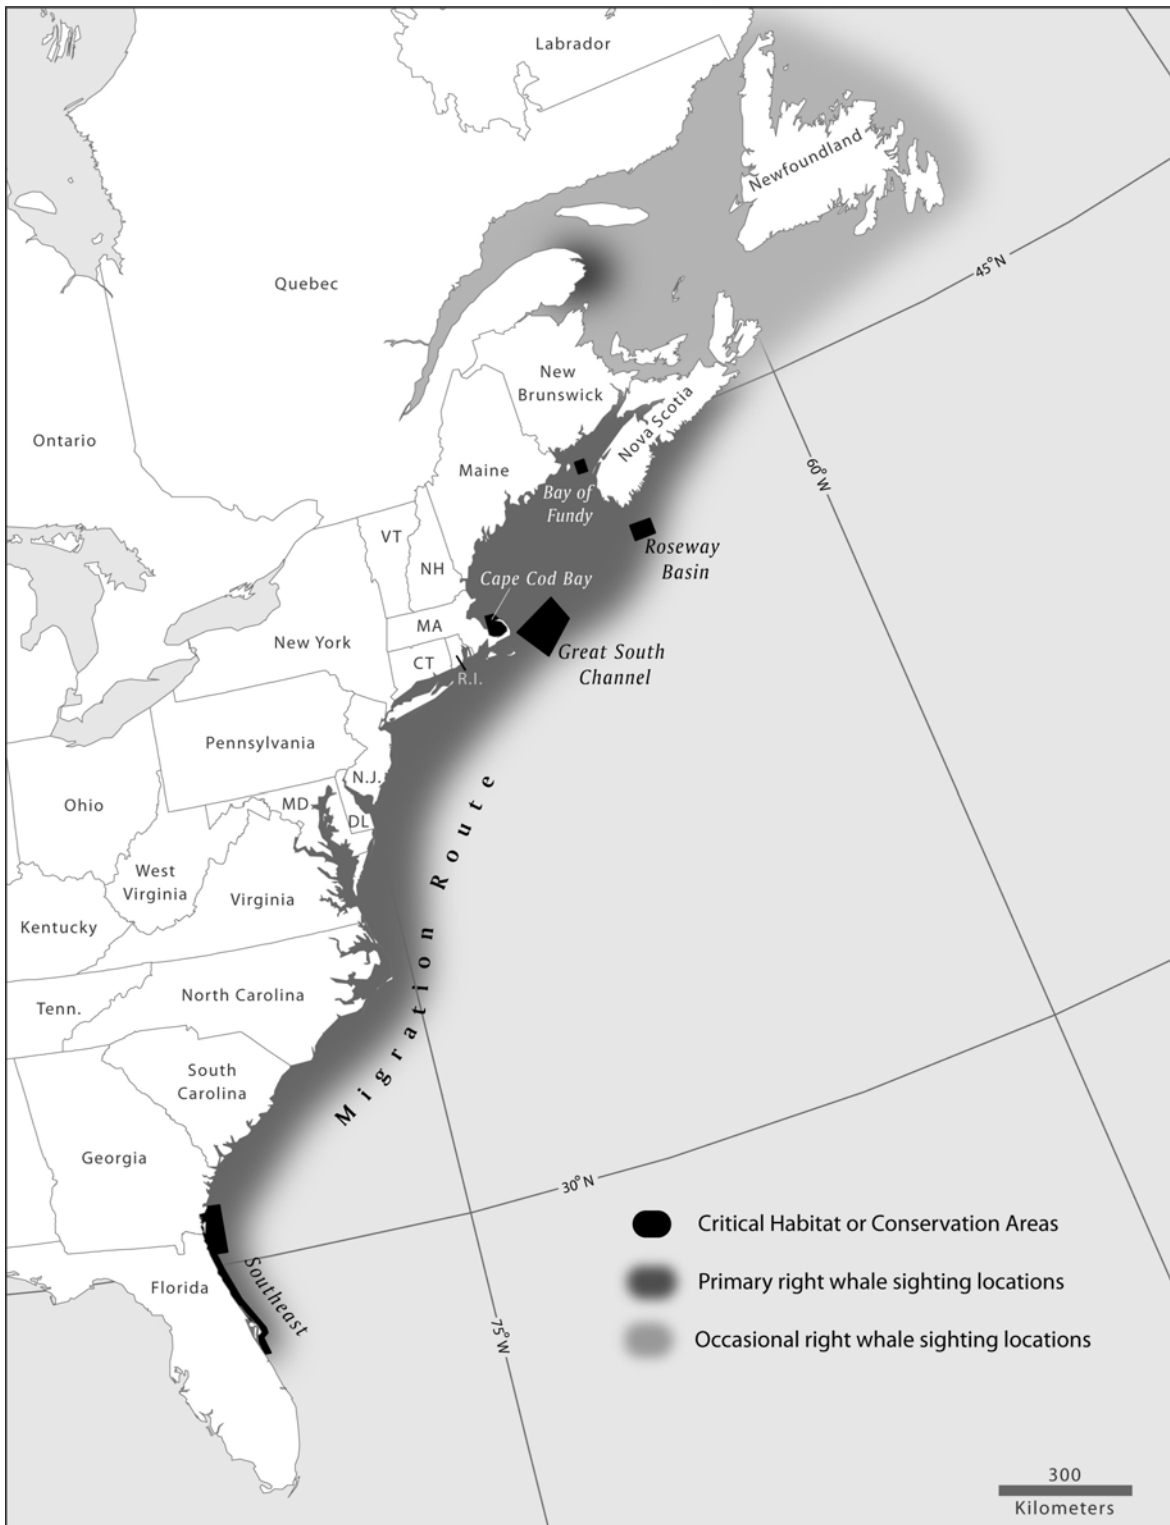 Labrador
Newfoundland
45°N
Quebec
New
Brunswick
Nova Scotia
Ontario
Maine
60°W
Bay of
Fundy
VT
NH
Roseway
Basin
Cape Cod Bay
MA
New York
CT
R.I.
Great South
Channel
Pennsylvania
N.J.
Ohio
MD
DL
West
Virginia
Virginia
Kentucky
Migration Route
North Carolina
Tenn.
South
Carolina
Georgia
30°N
Critical Habitat or Conservation Areas
Primary right whale sighting locations
Occasional right whale sighting locations
Florida
Southeast
75°W
300
Kilometers